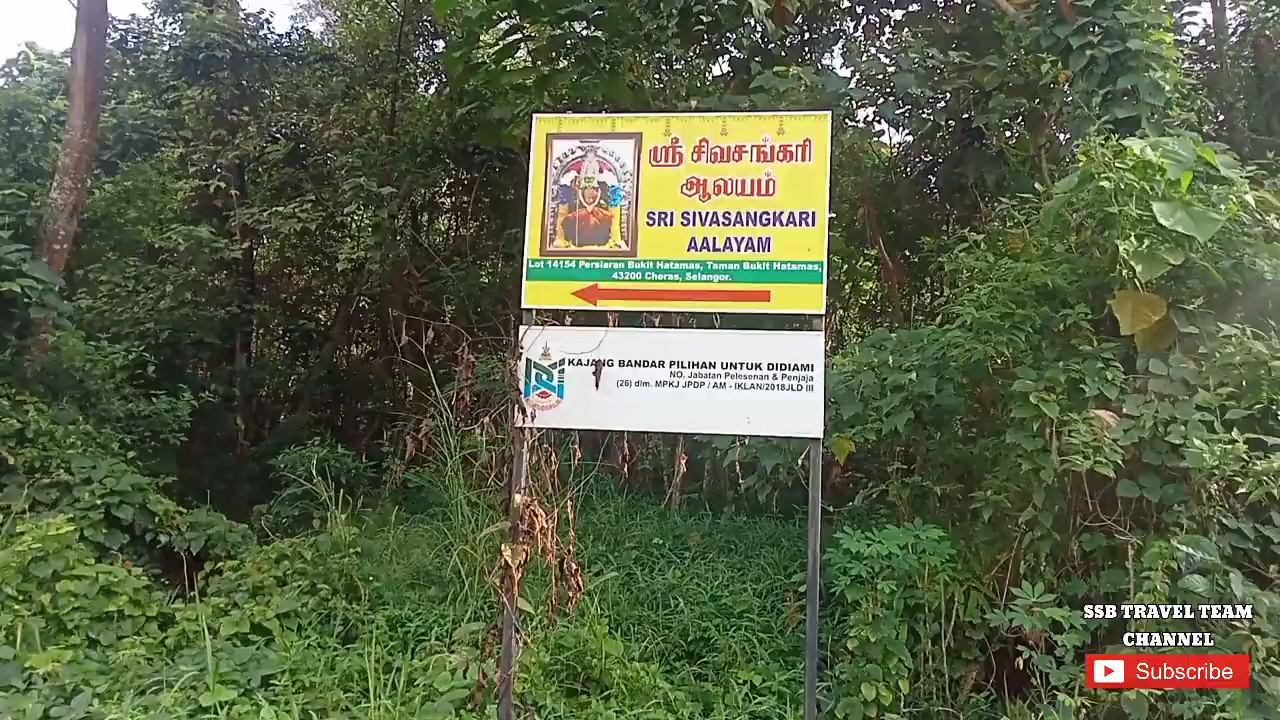 ஸ்ரீ சிவசங்கரி
ஆலயம்
SRI SIVASANGKARI
AALAYAM
Lot 14154 Persiaran Bukit Hatamas, Taman Bukit Hatamas,
43200 Cheras, Selangor.
KAJANG BANDAR PILIHAN UNTUK DIDIAMI
NO. Jabatan Pelesenan & Penjaja
(26) dlm. MPKJ JPDP / AM - IKLAN/2018JLD III
SSB TRAVEL TEAM
CHANNEL
Subscribe